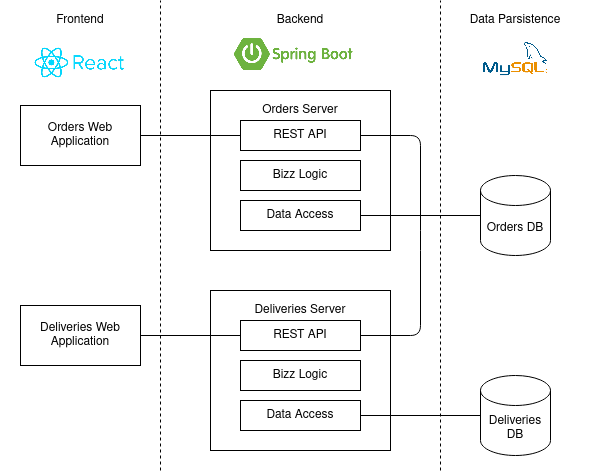 Frontend
Backend
Data Parsistence
React
Spring Boot
MySQL
Orders Web
Application
Orders Server
REST API
Bizz Logic
Data Access
Orders DB
Deliveries Web
Application
Deliveries Server
REST API
Bizz Logic
Data Access
Deliveries
DB